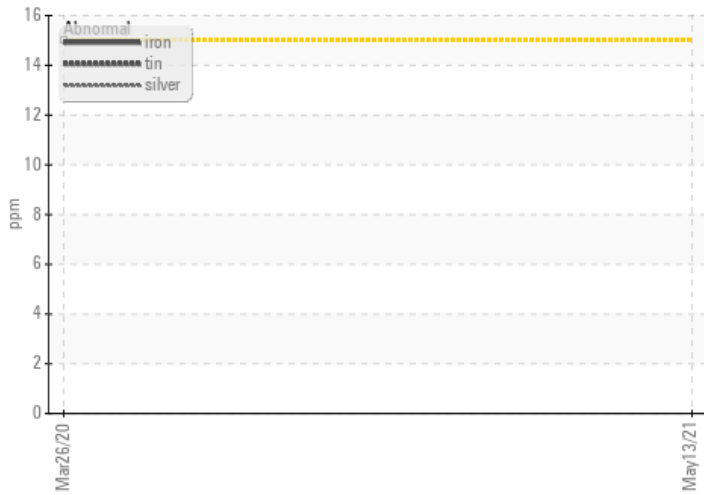 16
14
12
10
8
6
4
2
0
ppm
Abnormal
iron
tin
silver
Mar26/20
May13/21